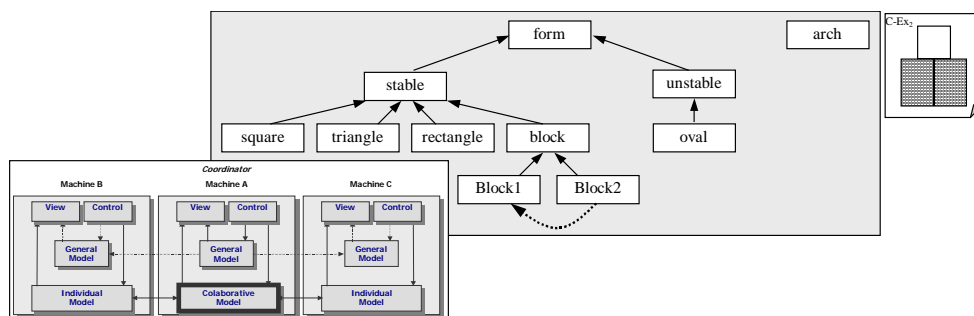 form
arch
C-Ex2
stable
unstable
square
triangle
rectangle
block
oval
Block1
Block2
Coordinator
Machine B
Machine A
Machine C
View
Control
View
Control
View
Control
General
Model
General
Model
General
Model
Individual
Model
Colaborative
Model
Individual
Model